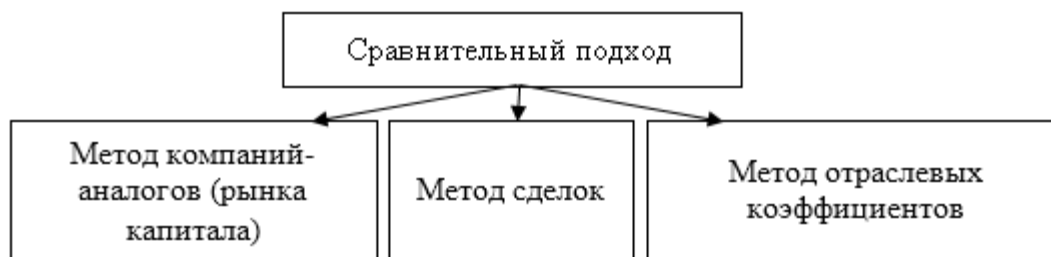 Сравнительный подход
Метод компаний-
аналогов (рынка
капитала)
Метод сделок
Метод отраслевых
коэффициентов